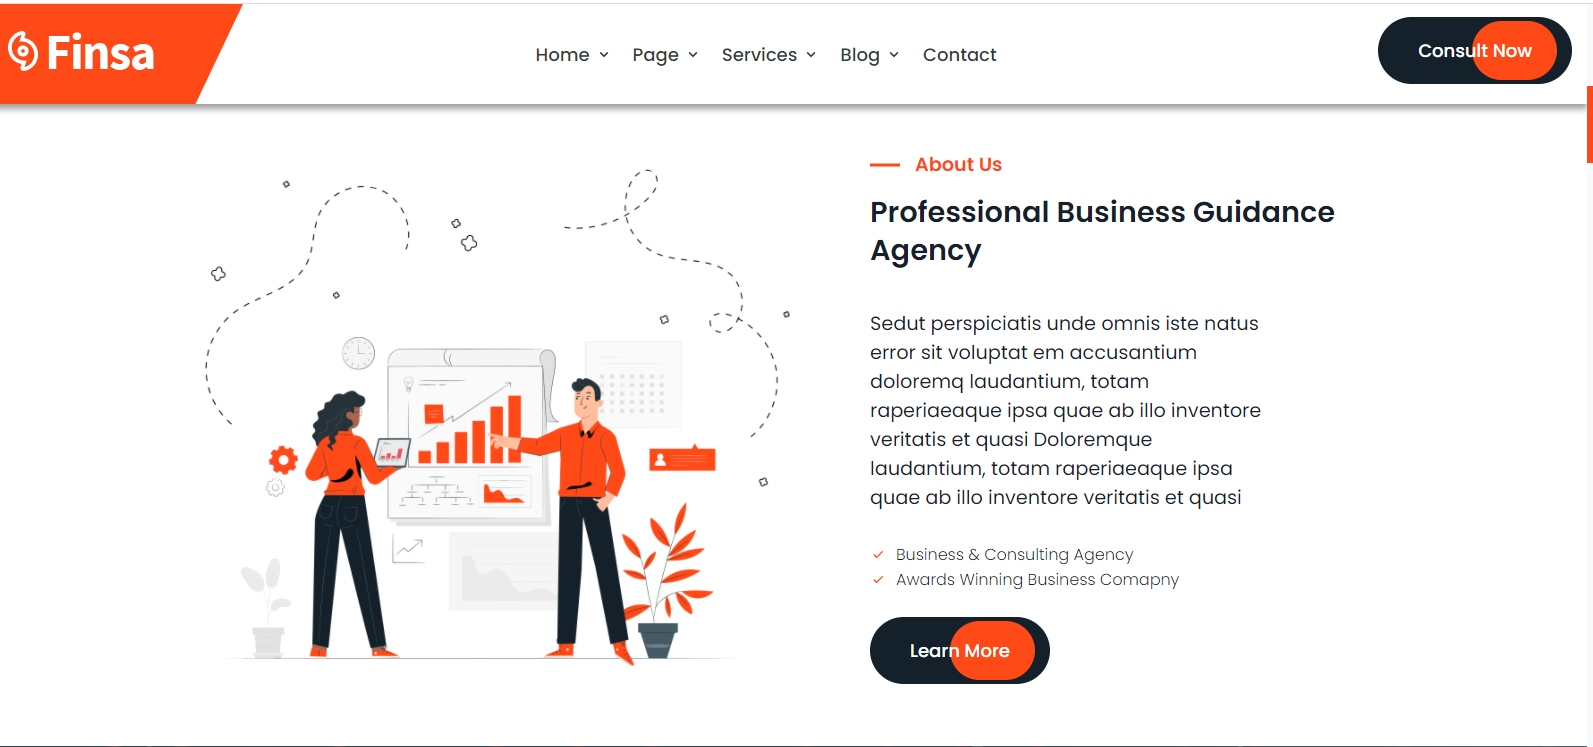 Finsa
Home Page Services Blog Contact
Consult Now
About Us
Professional Business Guidance
Agency
Sedut perspiciatis unde omnis iste natus
error sit voluptat em accusantium
doloremq laudantium, totam
raperiaeaque ipsa quae ab illo inventore
veritatis et quasi Doloremque
laudantium, totam raperiaeaque ipsa
quae ab illo inventore veritatis et quasi
Business & Consulting Agency
Awards Winning Business Comapny
Learn More